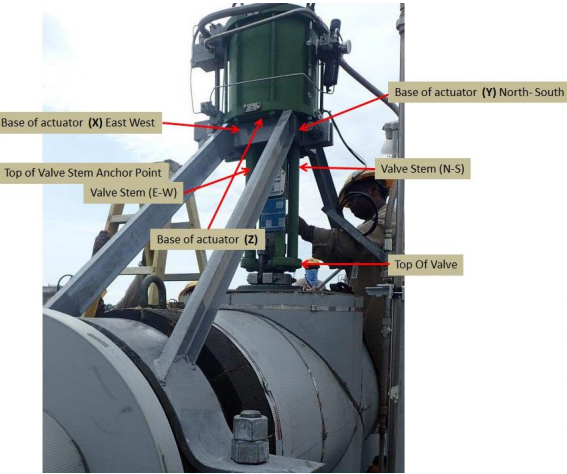 Base of actuator (Y) North- South
Base of actuator (X) East West
Top of Valve Stem Anchor Point
Valve Stem (N-S)
Valve Stem (E-W)
Base of actuator (Z)
Top Of Valve